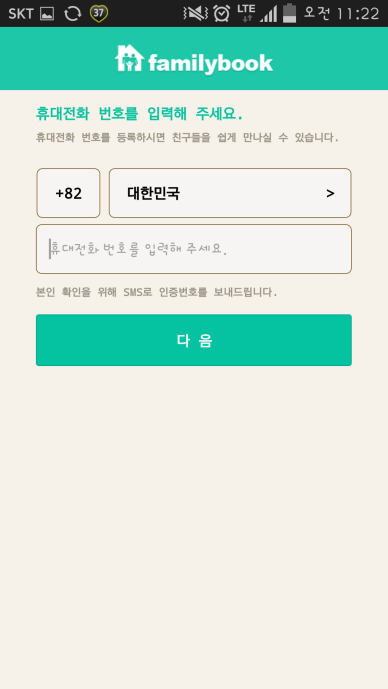 SKT 37 LTE 오전 11:22
familybook
휴대전화 번호를 입력해 주세요.
휴대전화 번호를 등록하시면 친구들을 쉽게 만나실 수 있습니다.
+82 대한민국 >
휴대전화 번호를 입력해 주세요.
본인 확인을 위해 SMS로 인증번호를 보내드립니다.
다 음